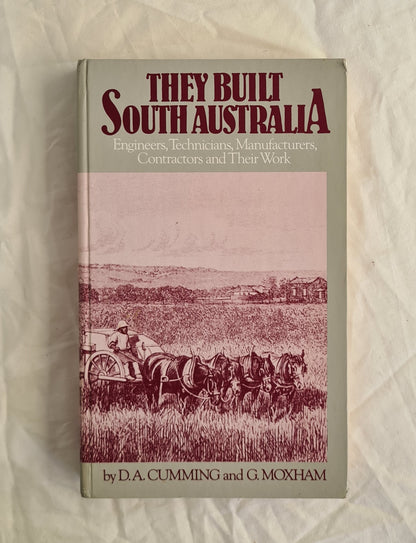 THEY BUILT
SOUTH AUSTRALIA
Engineers, Technicians, Manufacturers,
Contractors and Their Work
by D. A. CUMMING and G. MOXHAM